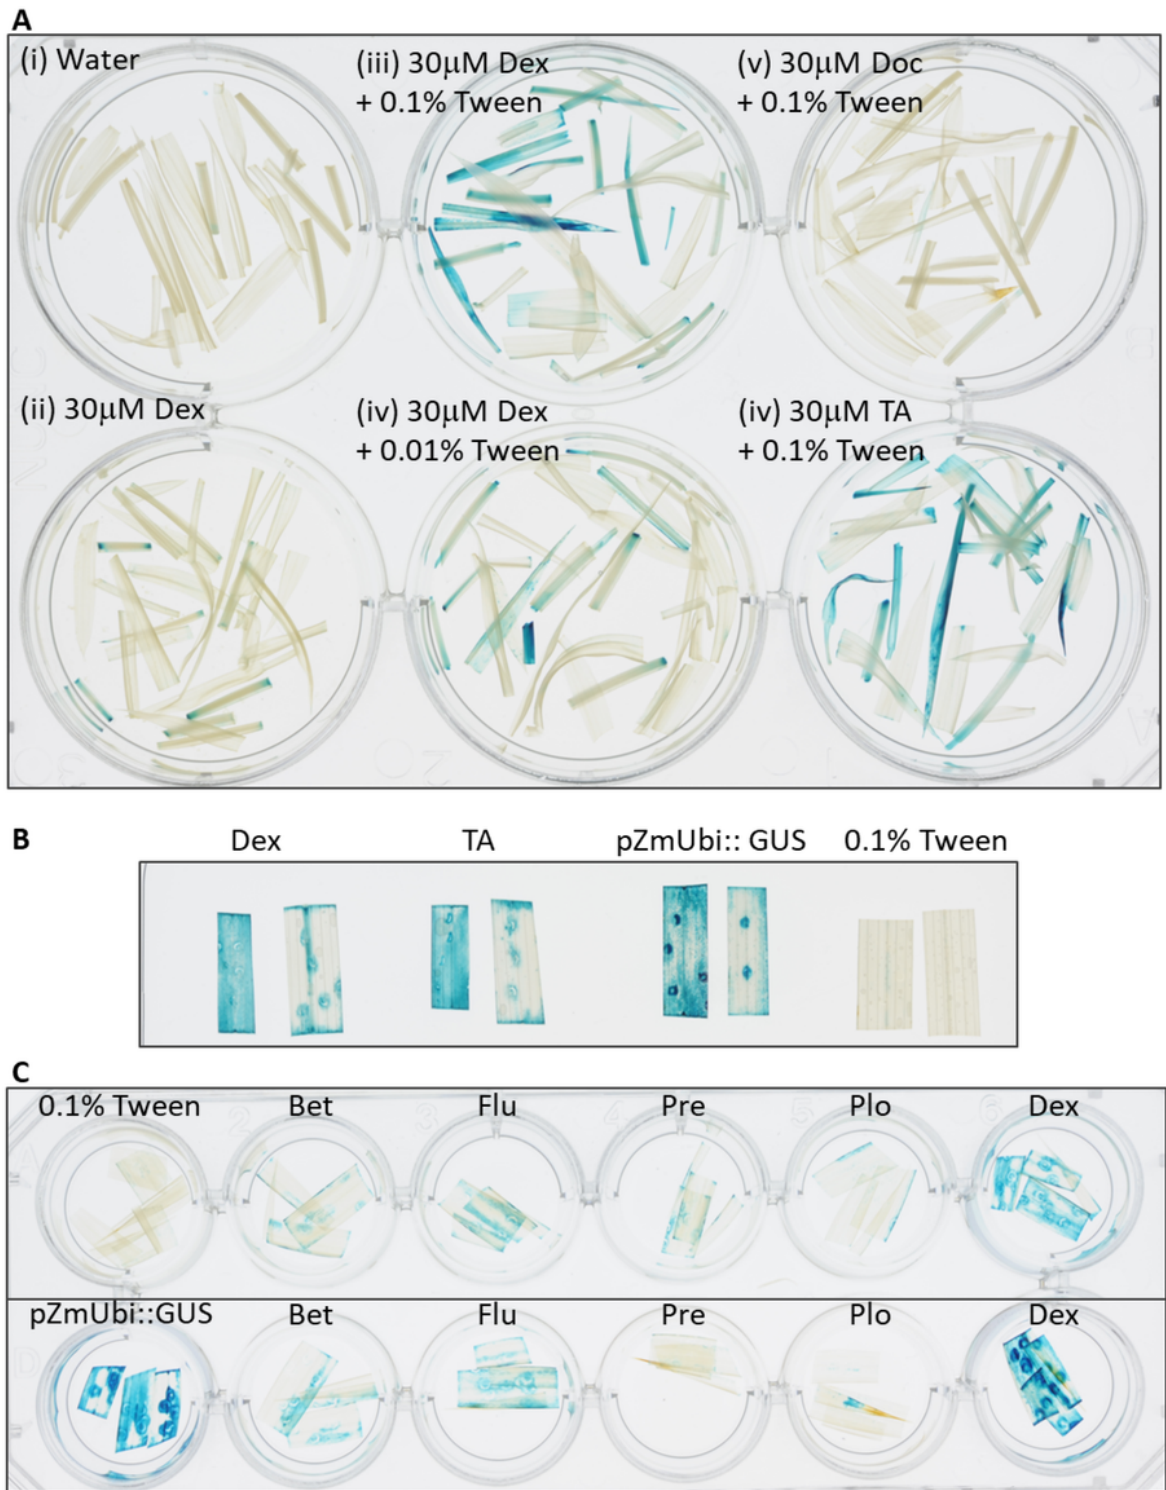 A
(i) Water
(iii) 30μM Dex
+ 0.1% Tween
(v) 30μM Doc
+ 0.1% Tween
(ii) 30μM Dex
(iv) 30μM Dex
+ 0.01% Tween
(iv) 30μM TA
+ 0.1% Tween
B
Dex TA pZmUbi:: GUS 0.1% Tween
C
0.1% Tween Bet Flu Pre Plo Dex
pZmUbi::GUS Bet Flu Pre Plo Dex